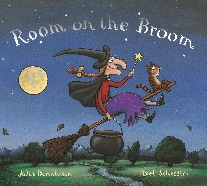 Room on the Broom
Julia Donaldson Axel Scheffler